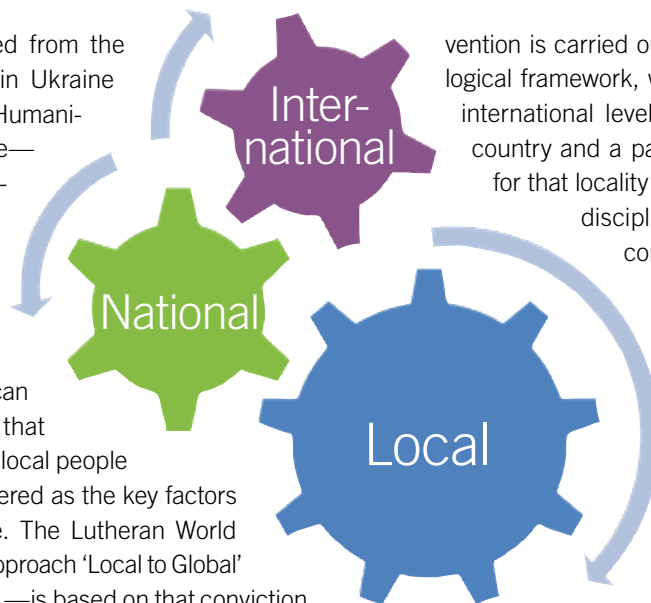 ed from the
in Ukraine
Humani-
e—
-
can
that
local people
ered as the key factors
e. The Lutheran World
pproach ‘Local to Global’
—is based on that conviction
Inter-
national
National
Local
vention is carried ou
logical framework, w
international level
country and a pa
for that locality
discipl
co